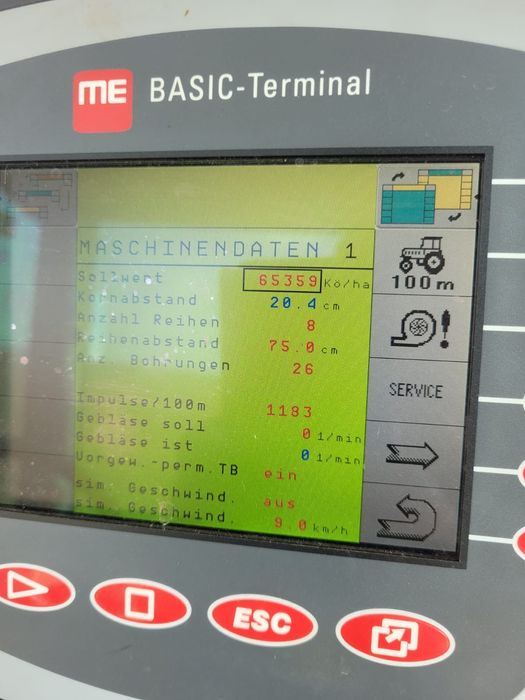 ME BASIC-Terminal
MASCHINENDATEN 1
Sollwert 65359 Kö/ha
Kornabstand 20.4 cm
Anzahl Reihen 8
Reihenabstand 75.0 cm
Anz. Bohrungen 26
Impulse/100m 1183
Gebläse soll 0 1/min
Gebläse ist 0 1/min
Vorgew.-perm.TB ein
sim. Geschwind. aus
sim. Geschwind. 9.0 km/h
100m
SERVICE
ESC